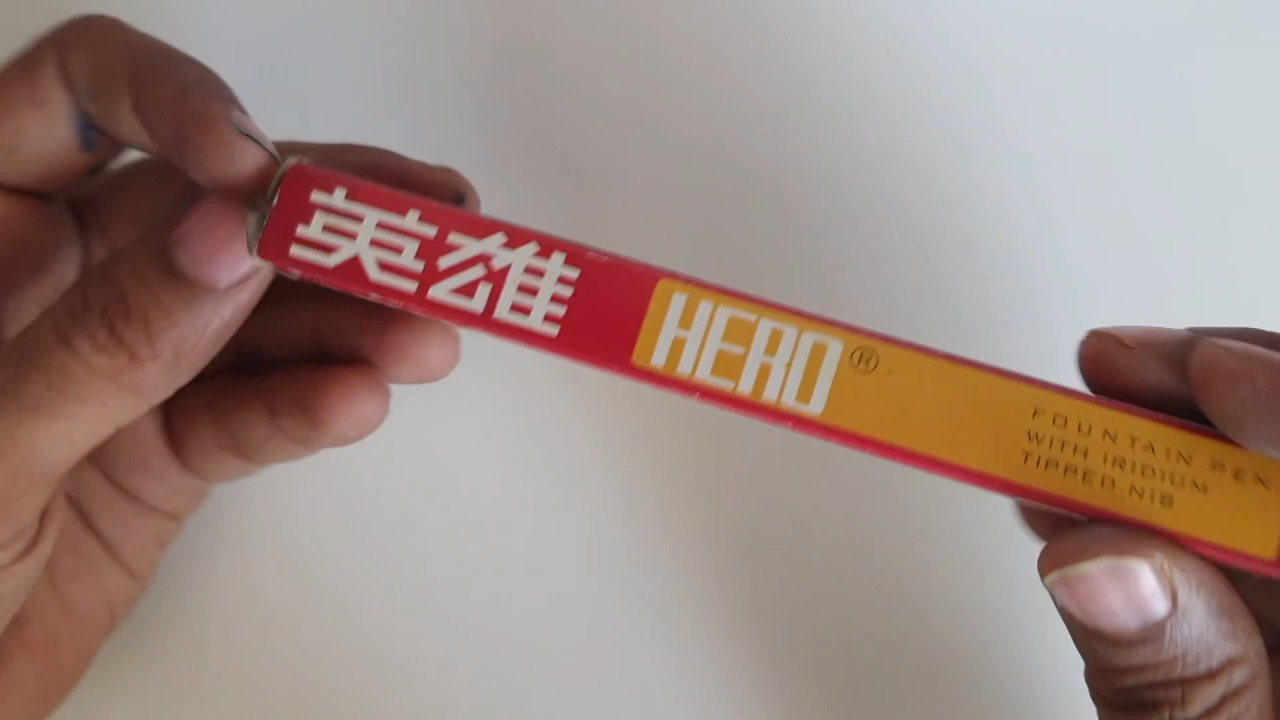 英雄
HERO®
FOUNTAIN PEN
WITH IRIDIUM
TIPPED NIB